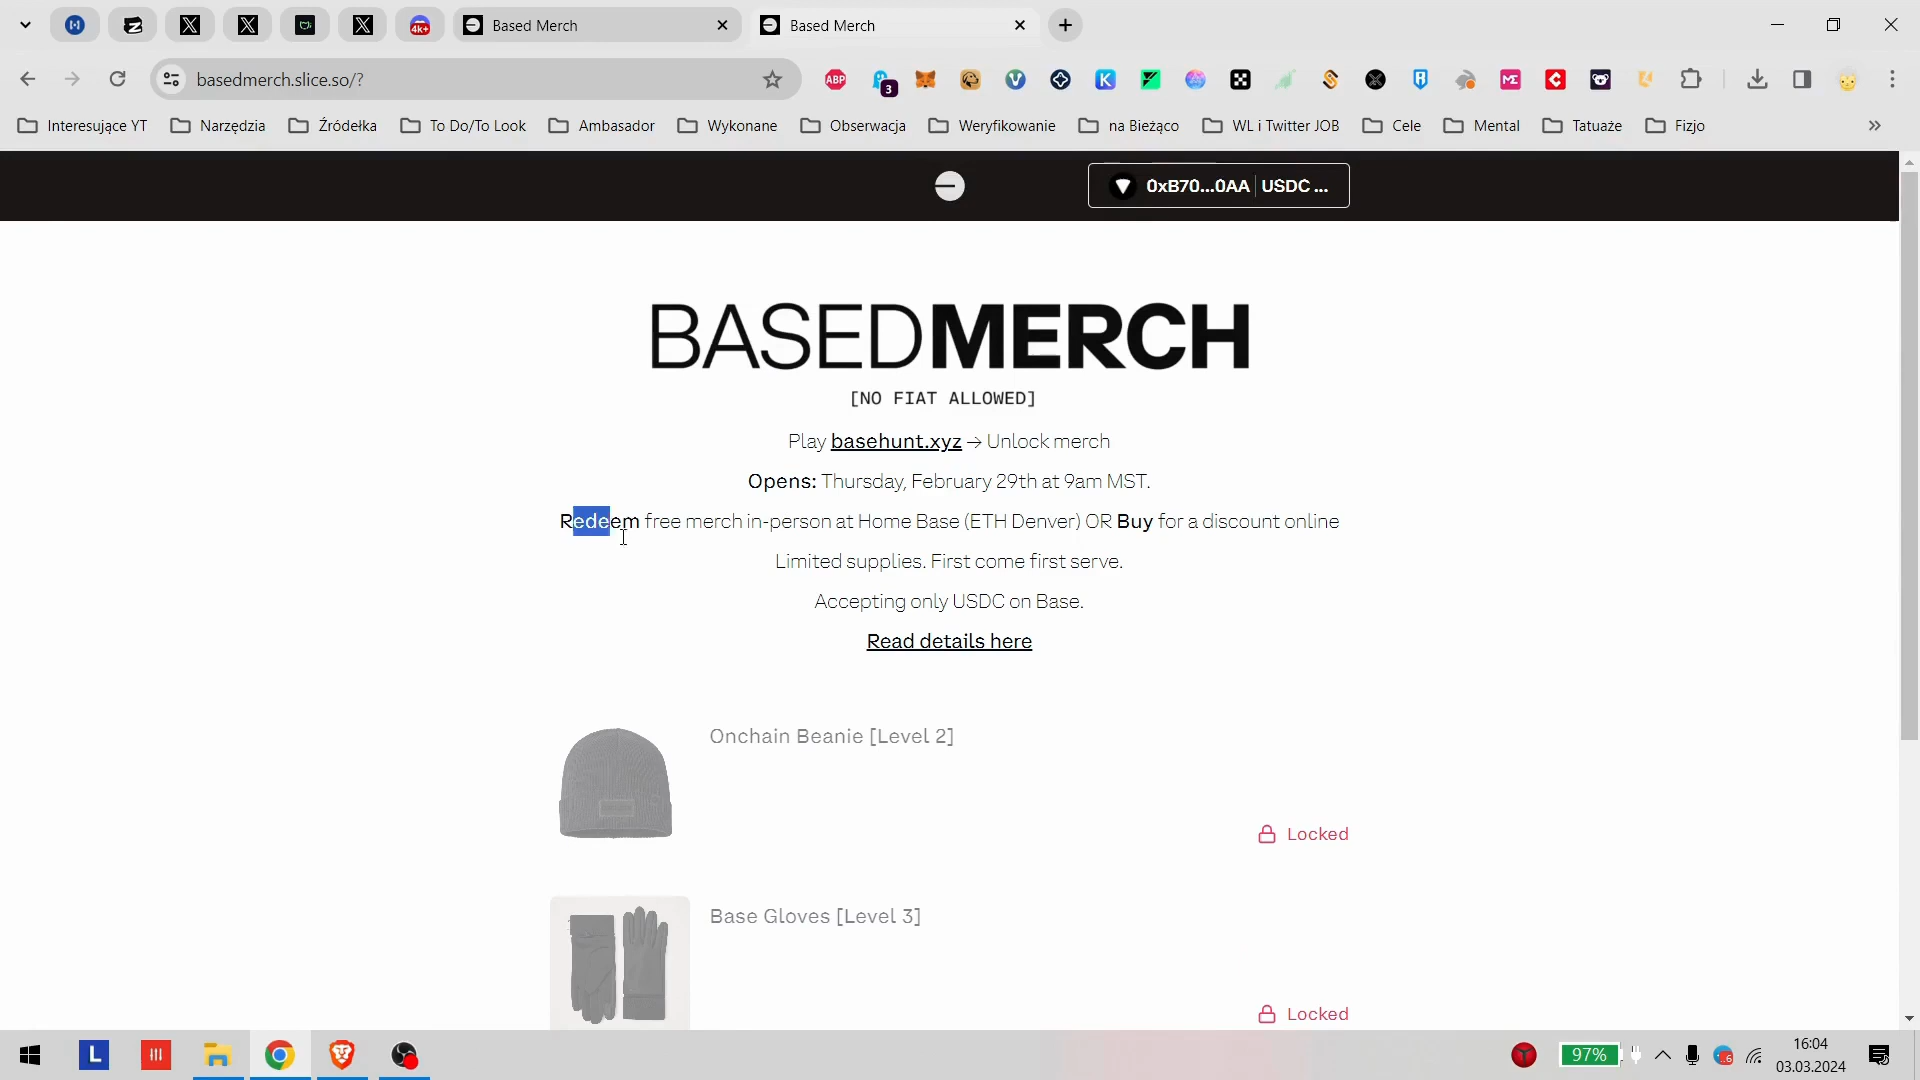 4k+
Based Merch
Based Merch
basedmerch.slice.so/?
ABP
3
Interesujące YT
Narzędzia
Źródełka
To Do/To Look
Ambasador
Wykonane
Obserwacja
Weryfikowanie
na Bieżąco
WL i Twitter JOB
Cele
Mental
Tatuaże
Fizjo
0xB70...0AA | USDC ...
BASEDMERCH
[NO FIAT ALLOWED]
Play basehunt.xyz → Unlock merch
Opens: Thursday, February 29th at 9am MST.
Redeem free merch in-person at Home Base (ETH Denver) OR Buy for a discount online
Limited supplies. First come first serve.
Accepting only USDC on Base.
Read details here
Onchain Beanie [Level 2]
Locked
Base Gloves [Level 3]
Locked
L
97%
16:04
03.03.2024